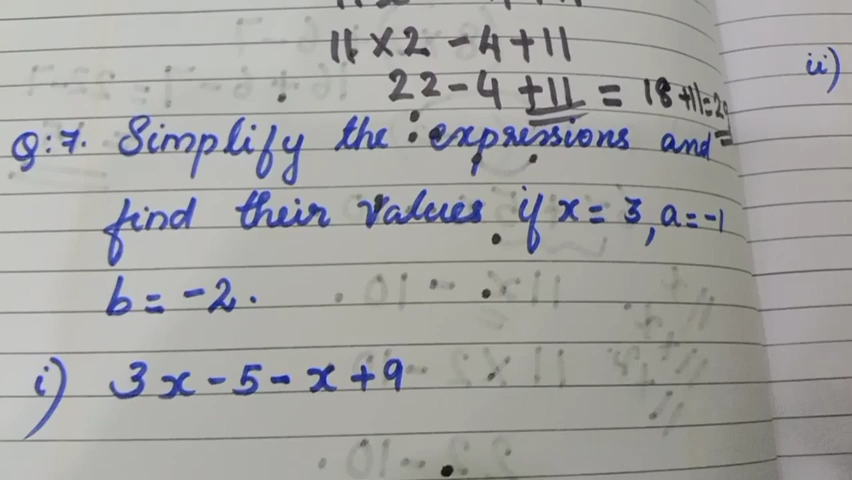 11 × 2 - 4 + 11
22 - 4 + 11 = 18 + 11 = 29
Q:7. Simplify the expressions and
find their values if x = 3, a = -1
b = -2.
i) 3x - 5 - x + 9
ii)